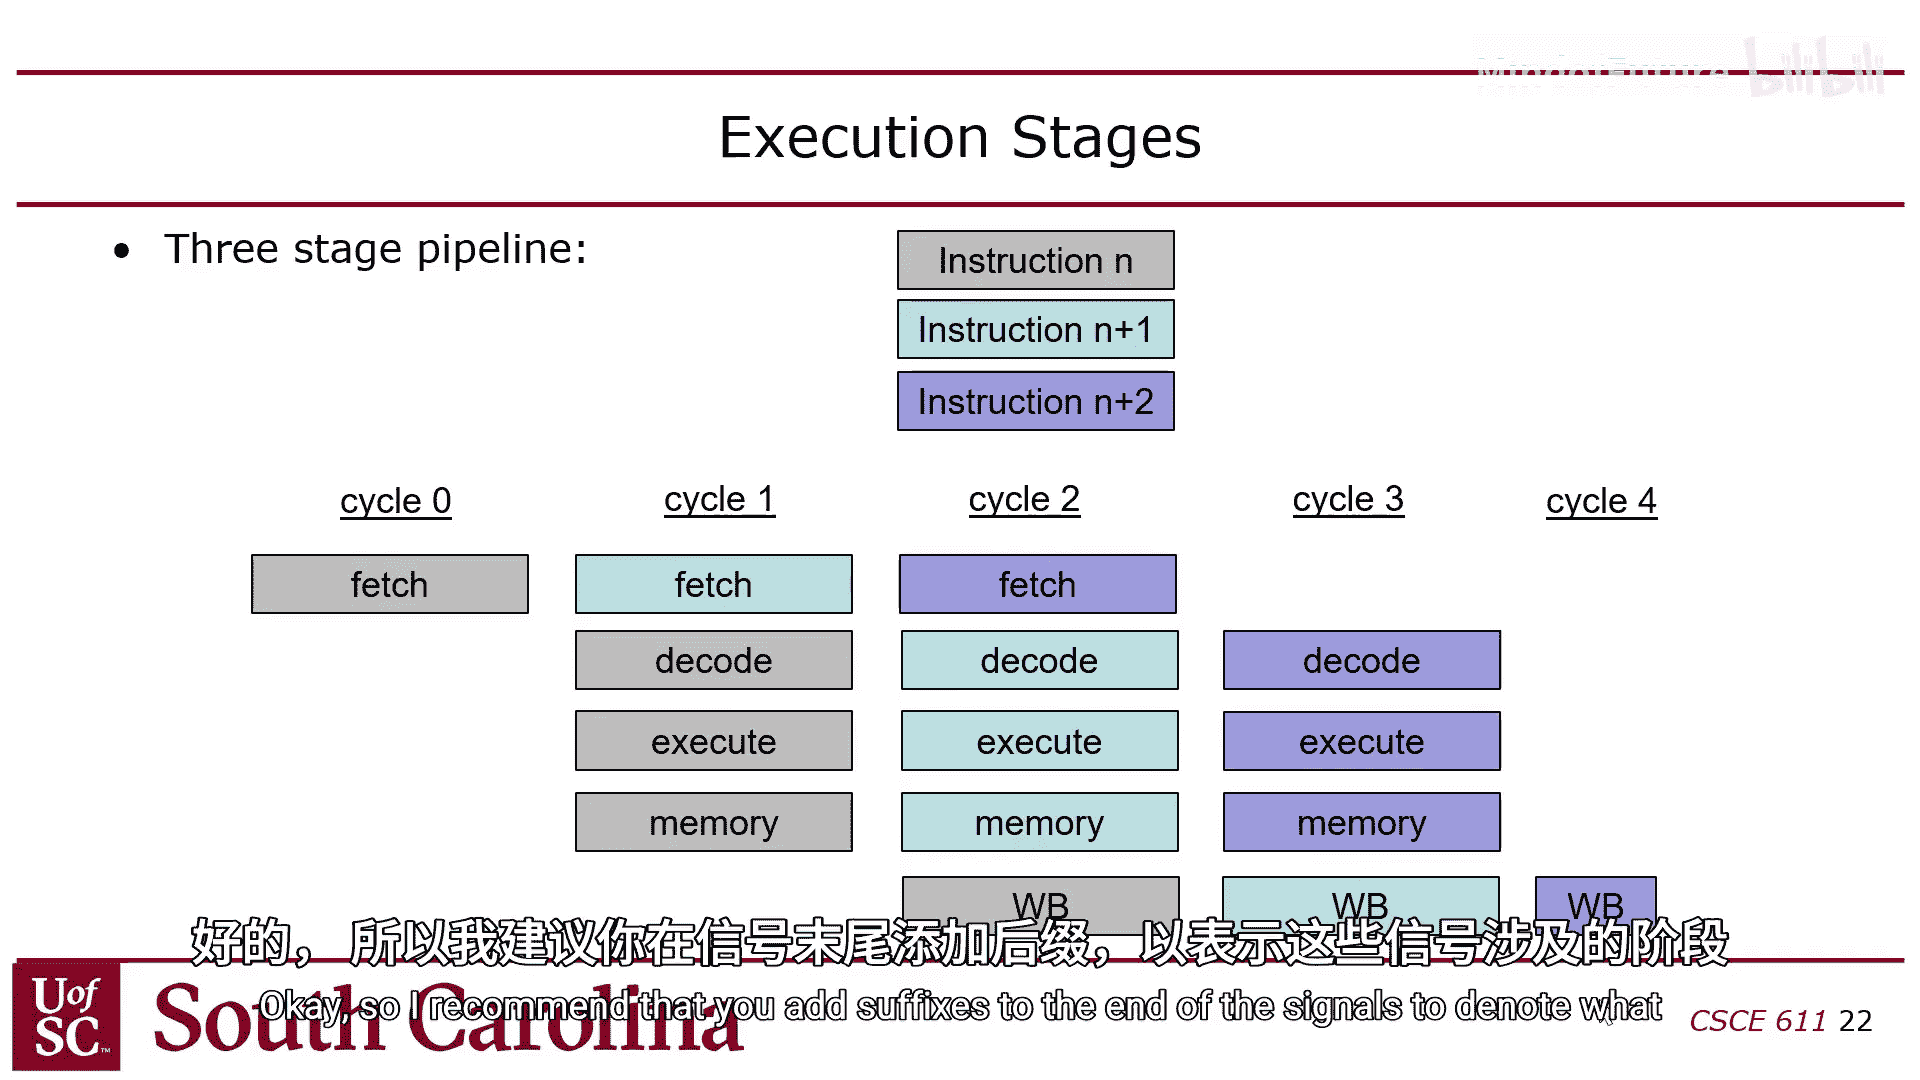 Execution Stages
• Three stage pipeline:
Instruction n
Instruction n+1
Instruction n+2
cycle 0 cycle 1 cycle 2 cycle 3 cycle 4
fetch fetch fetch
decode decode decode
execute execute execute
memory memory memory
WB WB WB
好的，所以我建议你在信号末尾添加后缀，以表示这些信号涉及的阶段
Okay, so I recommend that you add suffixes to the end of the signals to denote what
UofSC™
South Carolina
CSCE 611 22
bilibili